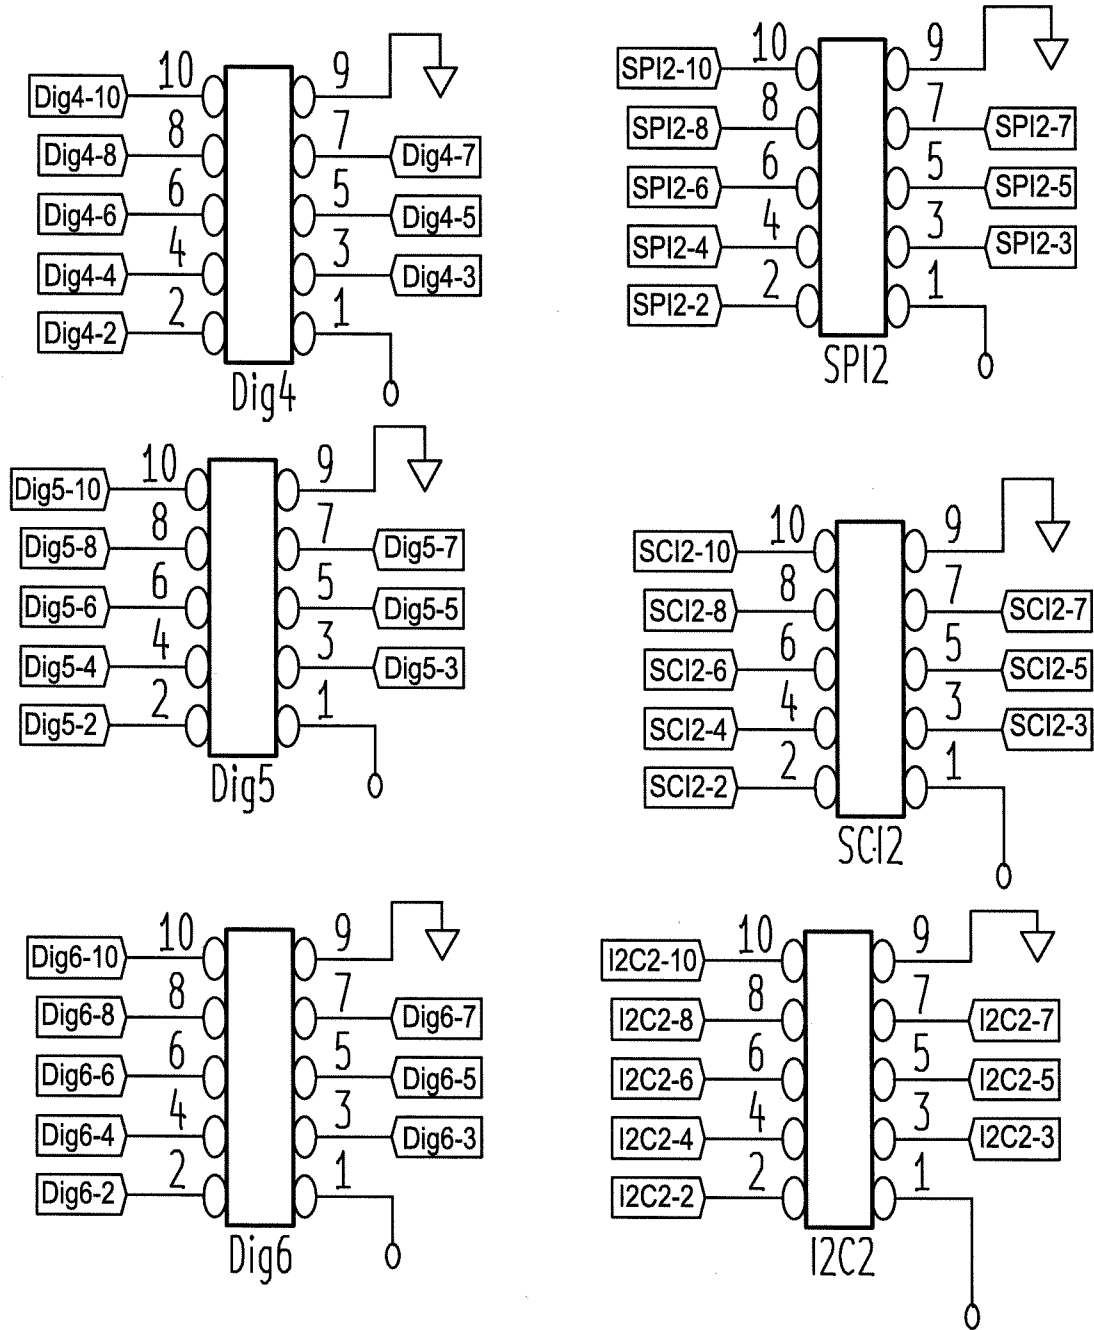 10 9
Dig4-10
8 7
Dig4-8 Dig4-7
6 5
Dig4-6 Dig4-5
4 3
Dig4-4 Dig4-3
2 1
Dig4-2
Dig4
10 9
SPI2-10
8 7
SPI2-8 SPI2-7
6 5
SPI2-6 SPI2-5
4 3
SPI2-4 SPI2-3
2 1
SPI2-2
SPI2
10 9
Dig5-10
8 7
Dig5-8 Dig5-7
6 5
Dig5-6 Dig5-5
4 3
Dig5-4 Dig5-3
2 1
Dig5-2
Dig5
10 9
SCI2-10
8 7
SCI2-8 SCI2-7
6 5
SCI2-6 SCI2-5
4 3
SCI2-4 SCI2-3
2 1
SCI2-2
SCI2
10 9
Dig6-10
8 7
Dig6-8 Dig6-7
6 5
Dig6-6 Dig6-5
4 3
Dig6-4 Dig6-3
2 1
Dig6-2
Dig6
10 9
I2C2-10
8 7
I2C2-8 I2C2-7
6 5
I2C2-6 I2C2-5
4 3
I2C2-4 I2C2-3
2 1
I2C2-2
I2C2